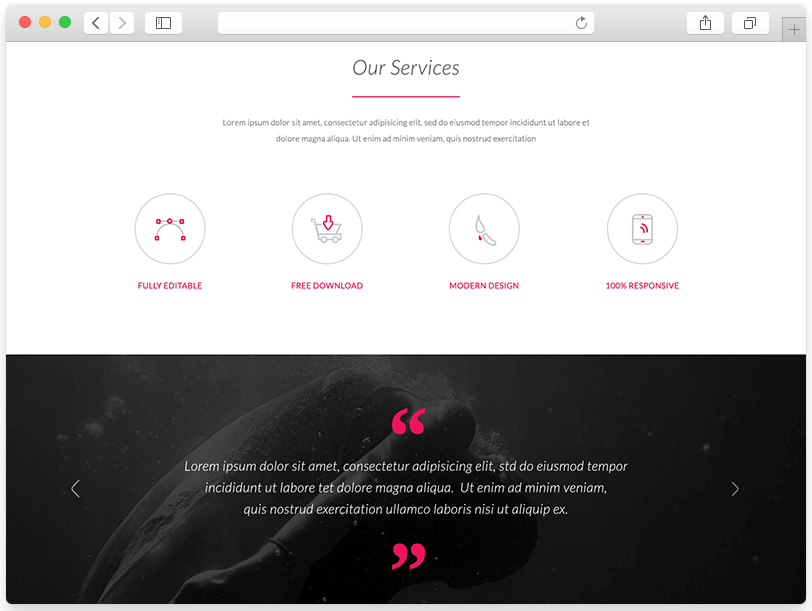 Our Services
Lorem ipsum dolor sit amet, consectetur adipisicing elit, sed do eiusmod tempor incididunt ut labore et
dolore magna aliqua. Ut enim ad minim veniam, quis nostrud exercitation
FULLY EDITABLE
FREE DOWNLOAD
MODERN DESIGN
100% RESPONSIVE
“
Lorem ipsum dolor sit amet, consectetur adipisicing elit, std do eiusmod tempor
incididunt ut labore tet dolore magna aliqua. Ut enim ad minim veniam,
quis nostrud exercitation ullamco laboris nisi ut aliquip ex.
”